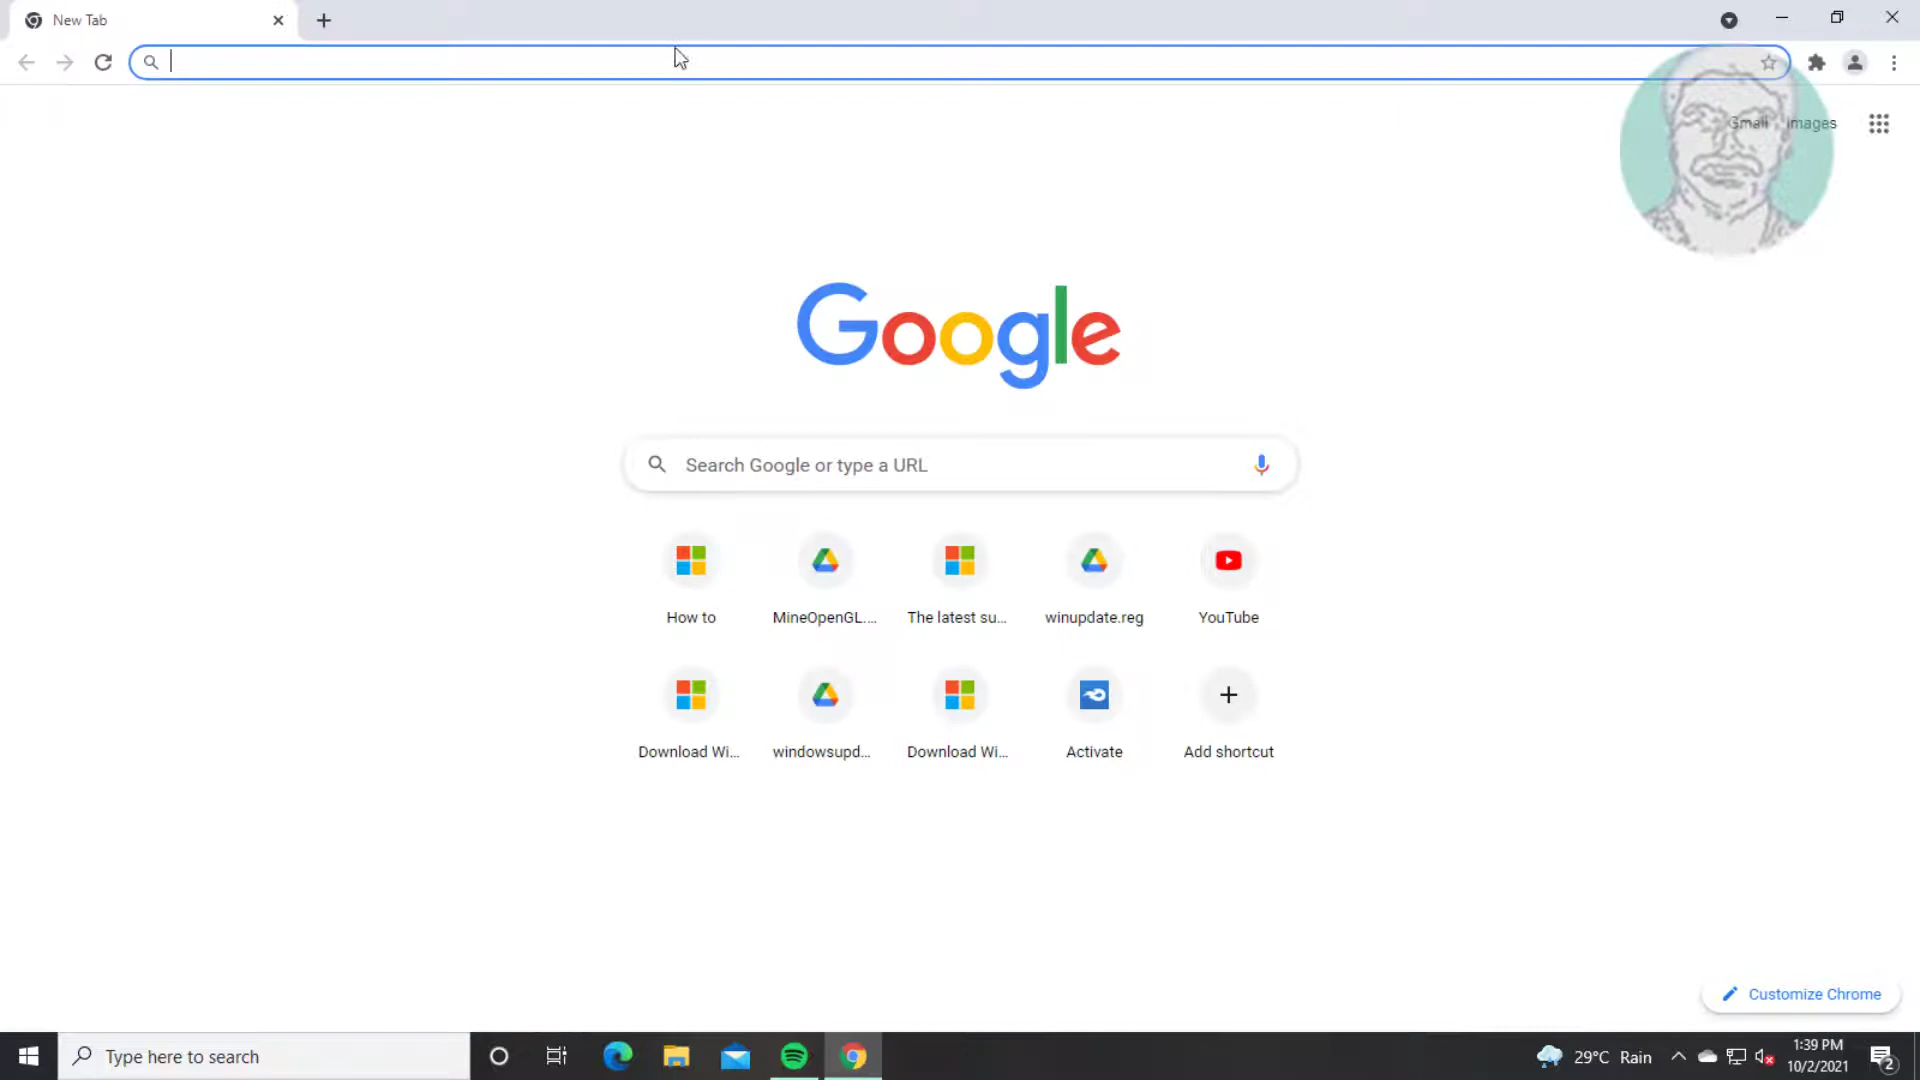 New Tab
Gmail Images
Google
Search Google or type a URL
How to MineOpenGL.... The latest su... winupdate.reg YouTube
Download Wi... windowsupd... Download Wi... Activate Add shortcut
Customize Chrome
Type here to search
29°C Rain
1:39 PM
10/2/2021
2